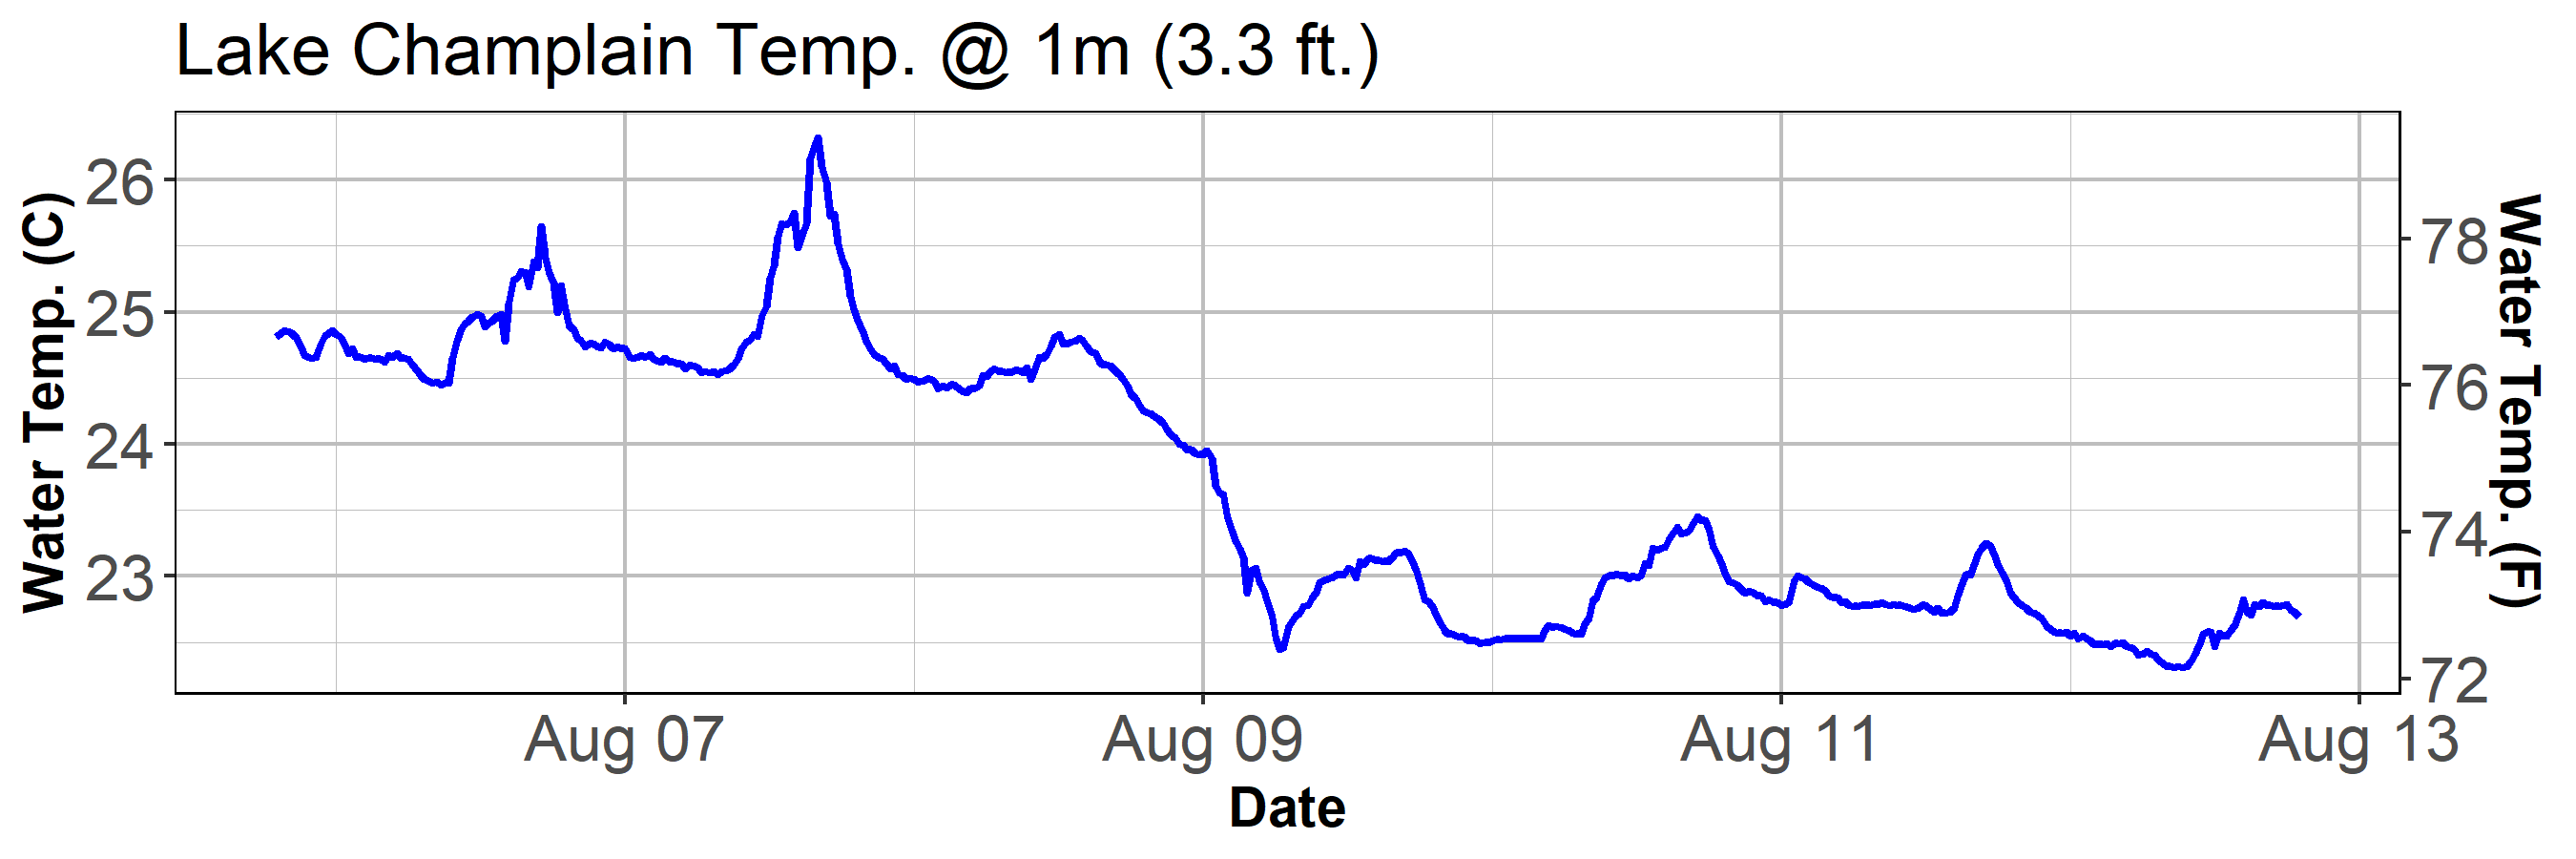 Lake Champlain Temp. @ 1m (3.3 ft.)
Water Temp. (C)
26
25
24
23
78
76
74
72
Water Temp. (F)
Aug 07
Aug 09
Aug 11
Aug 13
Date